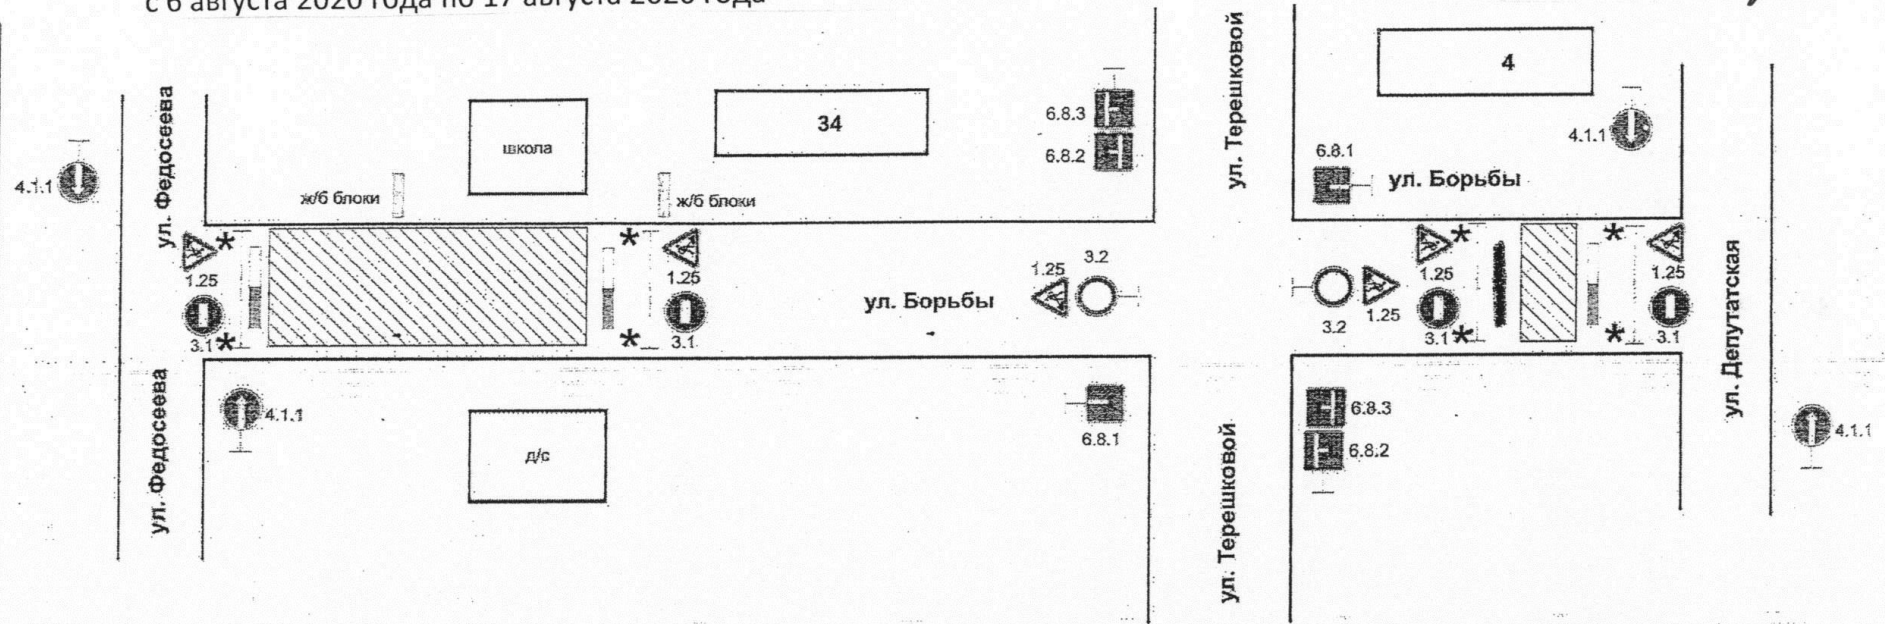 с 6 августа 2020 года по 17 августа 2020 года
ул. Федосеева
4.1.1
школа
34
6.8.3
6.8.2
ж/б блоки
ж/б блоки
ул. Терешковой
4
4.1.1
6.8.1
ул. Борьбы
1.25
3.1
1.25
3.1
ул. Борьбы
1.25
3.2
3.2
1.25
1.25
3.1
1.25
3.1
ул. Депутатская
ул. Федосеева
4.1.1
д/с
6.8.1
ул. Терешковой
6.8.3
6.8.2
4.1.1